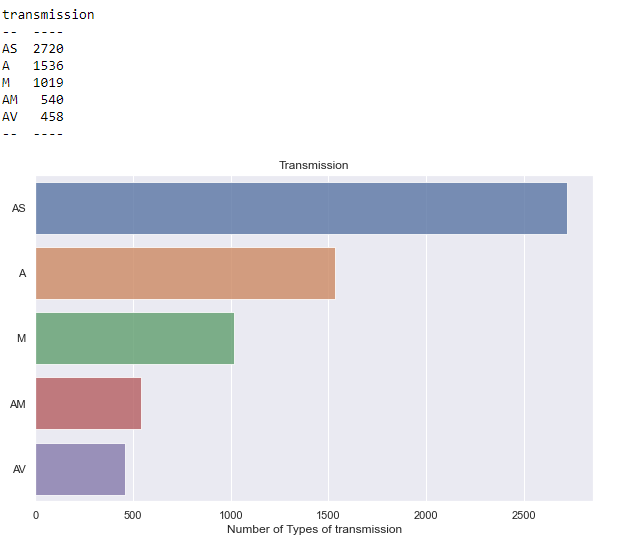 transmission
--  ----
AS  2720
A   1536
M   1019
AM   540
AV   458
--  ----
Transmission
AS
A
M
AM
AV
0 500 1000 1500 2000 2500
Number of Types of transmission